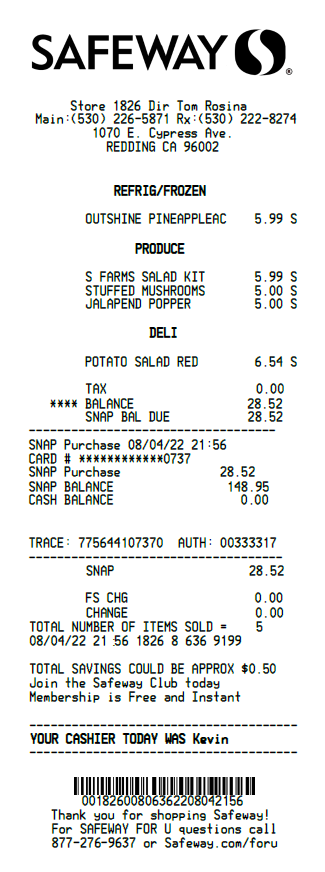 SAFEWAY
Store 1826 Dir Tom Rosina
Main:(530) 226-5871 Rx:(530) 222-8274
1070 E. Cypress Ave.
REDDING CA 96002
REFRIG/FROZEN
OUTSHINE PINEAPPLEAC 5.99 S
PRODUCE
S FARMS SALAD KIT 5.99 S
STUFFED MUSHROOMS 5.00 S
JALAPEND POPPER 5.00 S
DELI
POTATO SALAD RED 6.54 S
TAX 0.00
**** BALANCE 28.52
SNAP BAL DUE 28.52
-----------------------------------
SNAP Purchase 08/04/22 21:56
CARD # ************0737
SNAP Purchase 28.52
SNAP BALANCE 148.95
CASH BALANCE 0.00
TRACE: 775644107370 AUTH: 00333317
------------------------------------
SNAP 28.52
FS CHG 0.00
CHANGE 0.00
TOTAL NUMBER OF ITEMS SOLD = 5
08/04/22 21:56 1826 8 636 9199
TOTAL SAVINGS COULD BE APPROX $0.50
Join the Safeway Club today
Membership is Free and Instant
--------------------------------------
YOUR CASHIER TODAY WAS Kevin
--------------------------------------
00182600806362208042156
Thank you for shopping Safeway!
For SAFEWAY FOR U questions call
877-276-9637 or Safeway.com/foru